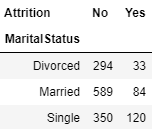 Attrition No Yes
MaritalStatus
Divorced 294 33
Married 589 84
Single 350 120